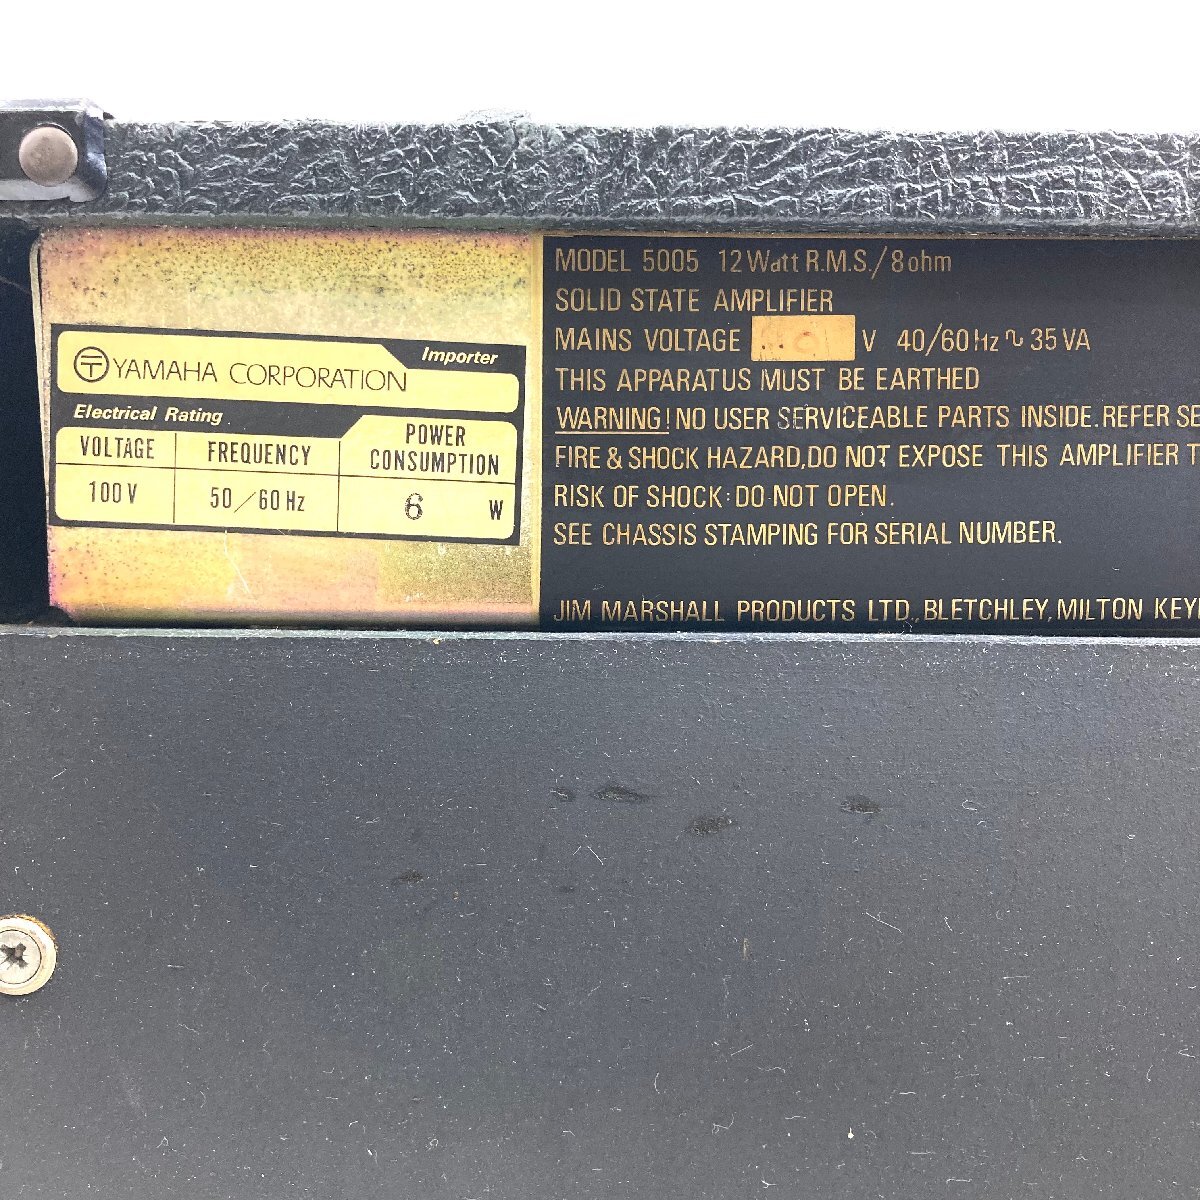 〒 YAMAHA CORPORATION
Importer
Electrical Rating
VOLTAGE FREQUENCY POWER CONSUMPTION
100V 50/60Hz 6 W
MODEL 5005 12Watt R.M.S./8ohm
SOLID STATE AMPLIFIER
MAINS VOLTAGE V 40/60Hz∿35VA
THIS APPARATUS MUST BE EARTHED
WARNING! NO USER SERVICEABLE PARTS INSIDE. REFER SE
FIRE & SHOCK HAZARD, DO NOT EXPOSE THIS AMPLIFIER T
RISK OF SHOCK: DO NOT OPEN.
SEE CHASSIS STAMPING FOR SERIAL NUMBER.
JIM MARSHALL PRODUCTS LTD., BLETCHLEY, MILTON KEY